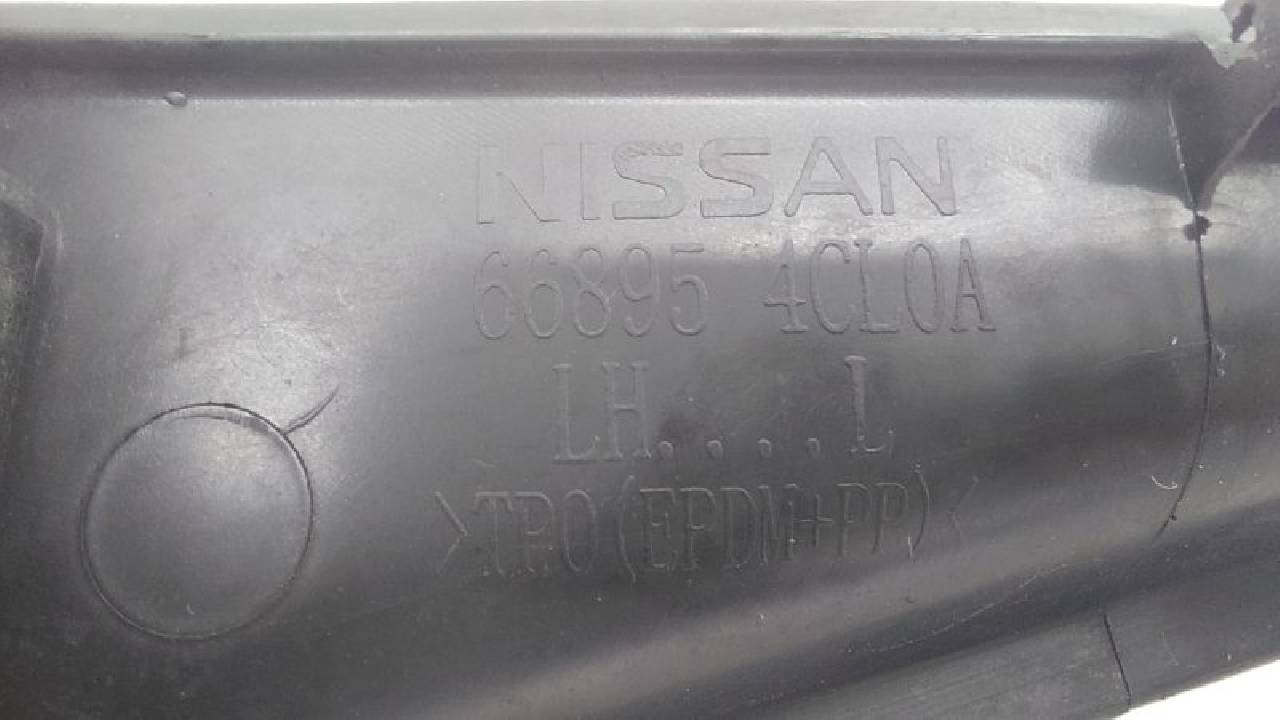 NISSAN
66895 4CL0A
LH....L
>TPO(EPDM+PP)<